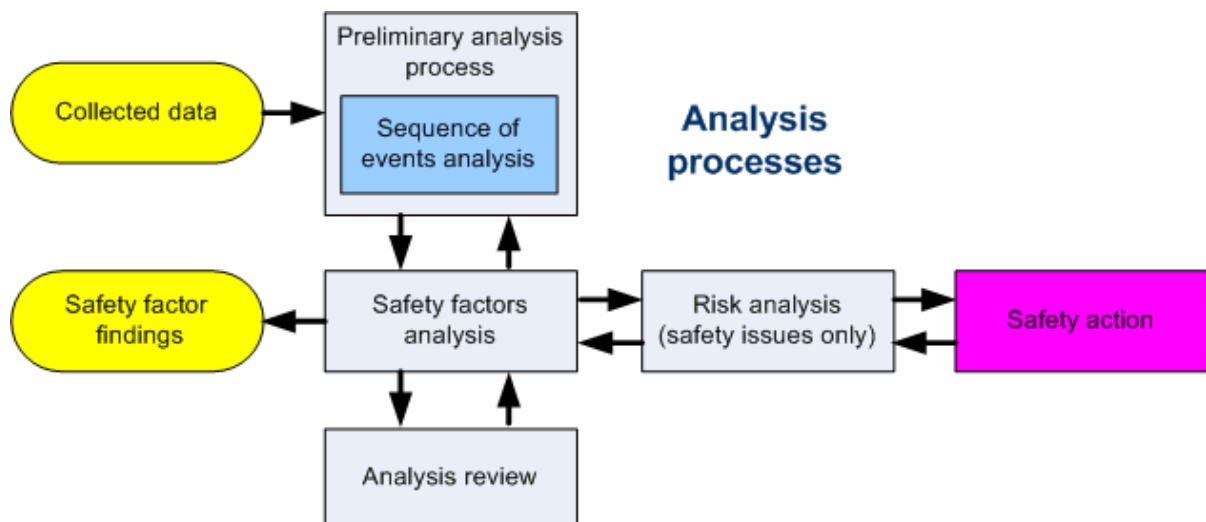 Preliminary analysis
process
Collected data
Sequence of
events analysis
Analysis
processes
Safety factor
findings
Safety factors
analysis
Risk analysis
(safety issues only)
Safety action
Analysis review